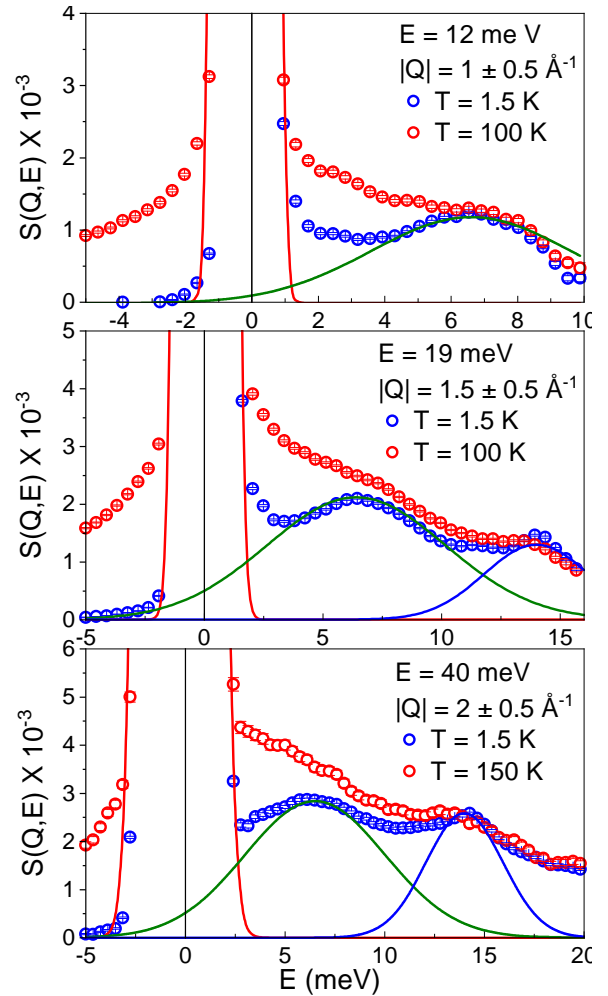 S(Q,E) X 10⁻³
4
3
2
1
0
E = 12 me V
|Q| = 1 ± 0.5 Å⁻¹
T = 1.5 K
T = 100 K
-4 -2 0 2 4 6 8 10
S(Q,E) X 10⁻³
5
4
3
2
1
0
E = 19 meV
|Q| = 1.5 ± 0.5 Å⁻¹
T = 1.5 K
T = 100 K
-5 0 5 10 15
S(Q,E) X 10⁻³
6
5
4
3
2
1
0
E = 40 meV
|Q| = 2 ± 0.5 Å⁻¹
T = 1.5 K
T = 150 K
-5 0 5 10 15 20
E (meV)